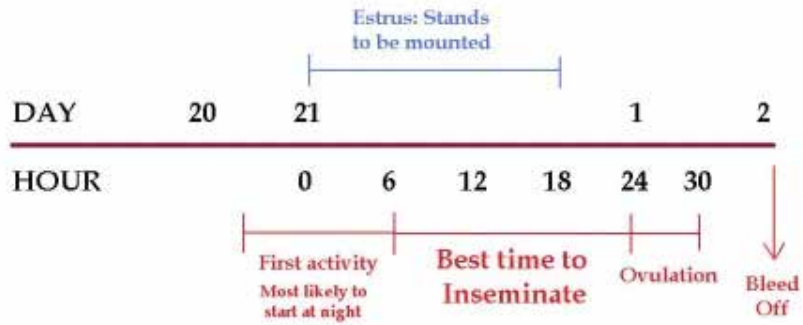 Estrus: Stands
to be mounted
DAY 20 21 1 2
HOUR 0 6 12 18 24 30
First activity
Most likely to
start at night
Best time to
Inseminate
Ovulation
Bleed
Off